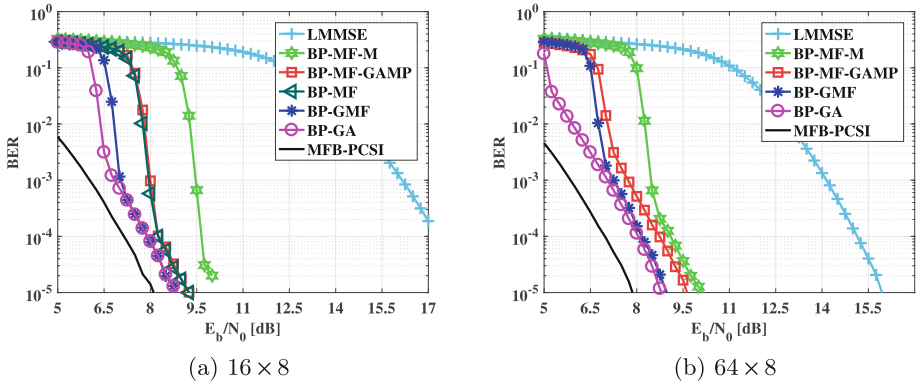 10⁰
10⁻¹
10⁻²
10⁻³
10⁻⁴
10⁻⁵
BER
5
6.5
8
9.5
11
12.5
14
15.5
17
E_b/N_0 [dB]
LMMSE
BP-MF-M
BP-MF-GAMP
BP-MF
BP-GMF
BP-GA
MFB-PCSI
(a) 16×8
10⁰
10⁻¹
10⁻²
10⁻³
10⁻⁴
10⁻⁵
BER
5
6.5
8
9.5
11
12.5
14
15.5
17
E_b/N_0 [dB]
LMMSE
BP-MF-M
BP-MF-GAMP
BP-GMF
BP-GA
MFB-PCSI
(b) 64×8